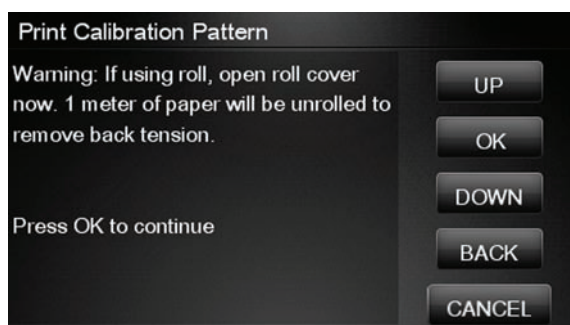 Print Calibration Pattern
Warning: If using roll, open roll cover
now. 1 meter of paper will be unrolled to
remove back tension.
Press OK to continue
UP
OK
DOWN
BACK
CANCEL